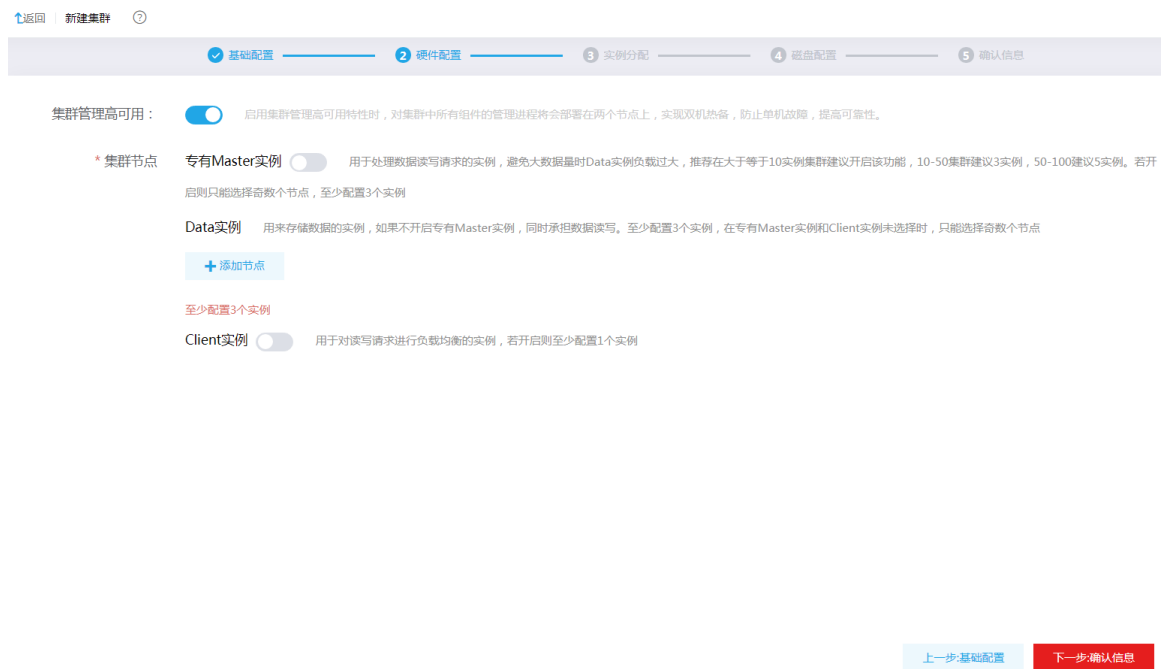 返回 新建集群 ?
基础配置 2 硬件配置 3 实例分配 4 磁盘配置 5 确认信息
集群管理高可用： 启用集群管理高可用特性时，对集群中所有组件的管理进程将会部署在两个节点上，实现双机热备，防止单机故障，提高可靠性。
* 集群节点 专有Master实例 用于处理数据读写请求的实例，避免大数据量时Data实例负载过大，推荐在大于等于10实例集群建议开启该功能，10-50集群建议3实例，50-100建议5实例。若开
启则只能选择奇数个节点，至少配置3个实例
Data实例 用来存储数据的实例，如果不开启专有Master实例，同时承担数据读写。至少配置3个实例，在专有Master实例和Client实例未选择时，只能选择奇数个节点
+ 添加节点
至少配置3个实例
Client实例 用于对读写请求进行负载均衡的实例，若开启则至少配置1个实例
上一步:基础配置 下一步:确认信息